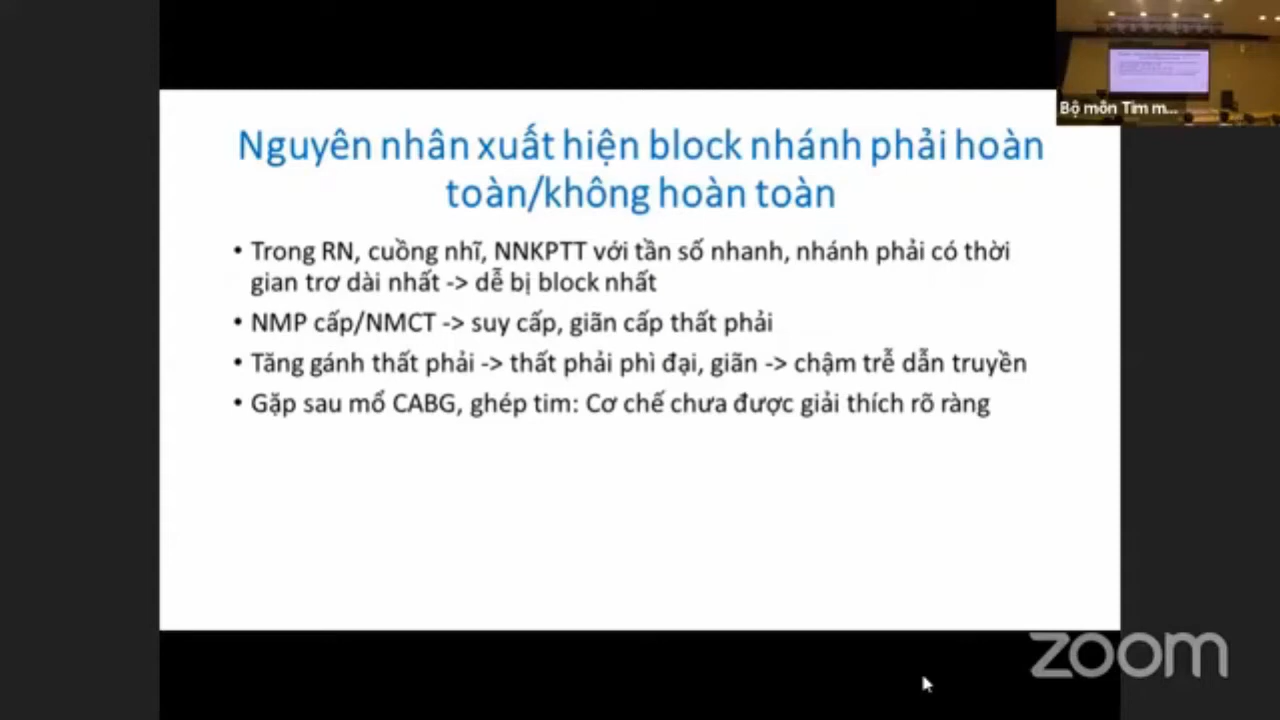 Bộ môn Tim m...
Nguyên nhân xuất hiện block nhánh phải hoàn
toàn/không hoàn toàn
• Trong RN, cuồng nhĩ, NNKPTT với tần số nhanh, nhánh phải có thời
gian trơ dài nhất -> dễ bị block nhất
• NMP cấp/NMCT -> suy cấp, giãn cấp thất phải
• Tăng gánh thất phải -> thất phải phì đại, giãn -> chậm trễ dẫn truyền
• Gặp sau mổ CABG, ghép tim: Cơ chế chưa được giải thích rõ ràng
zoom